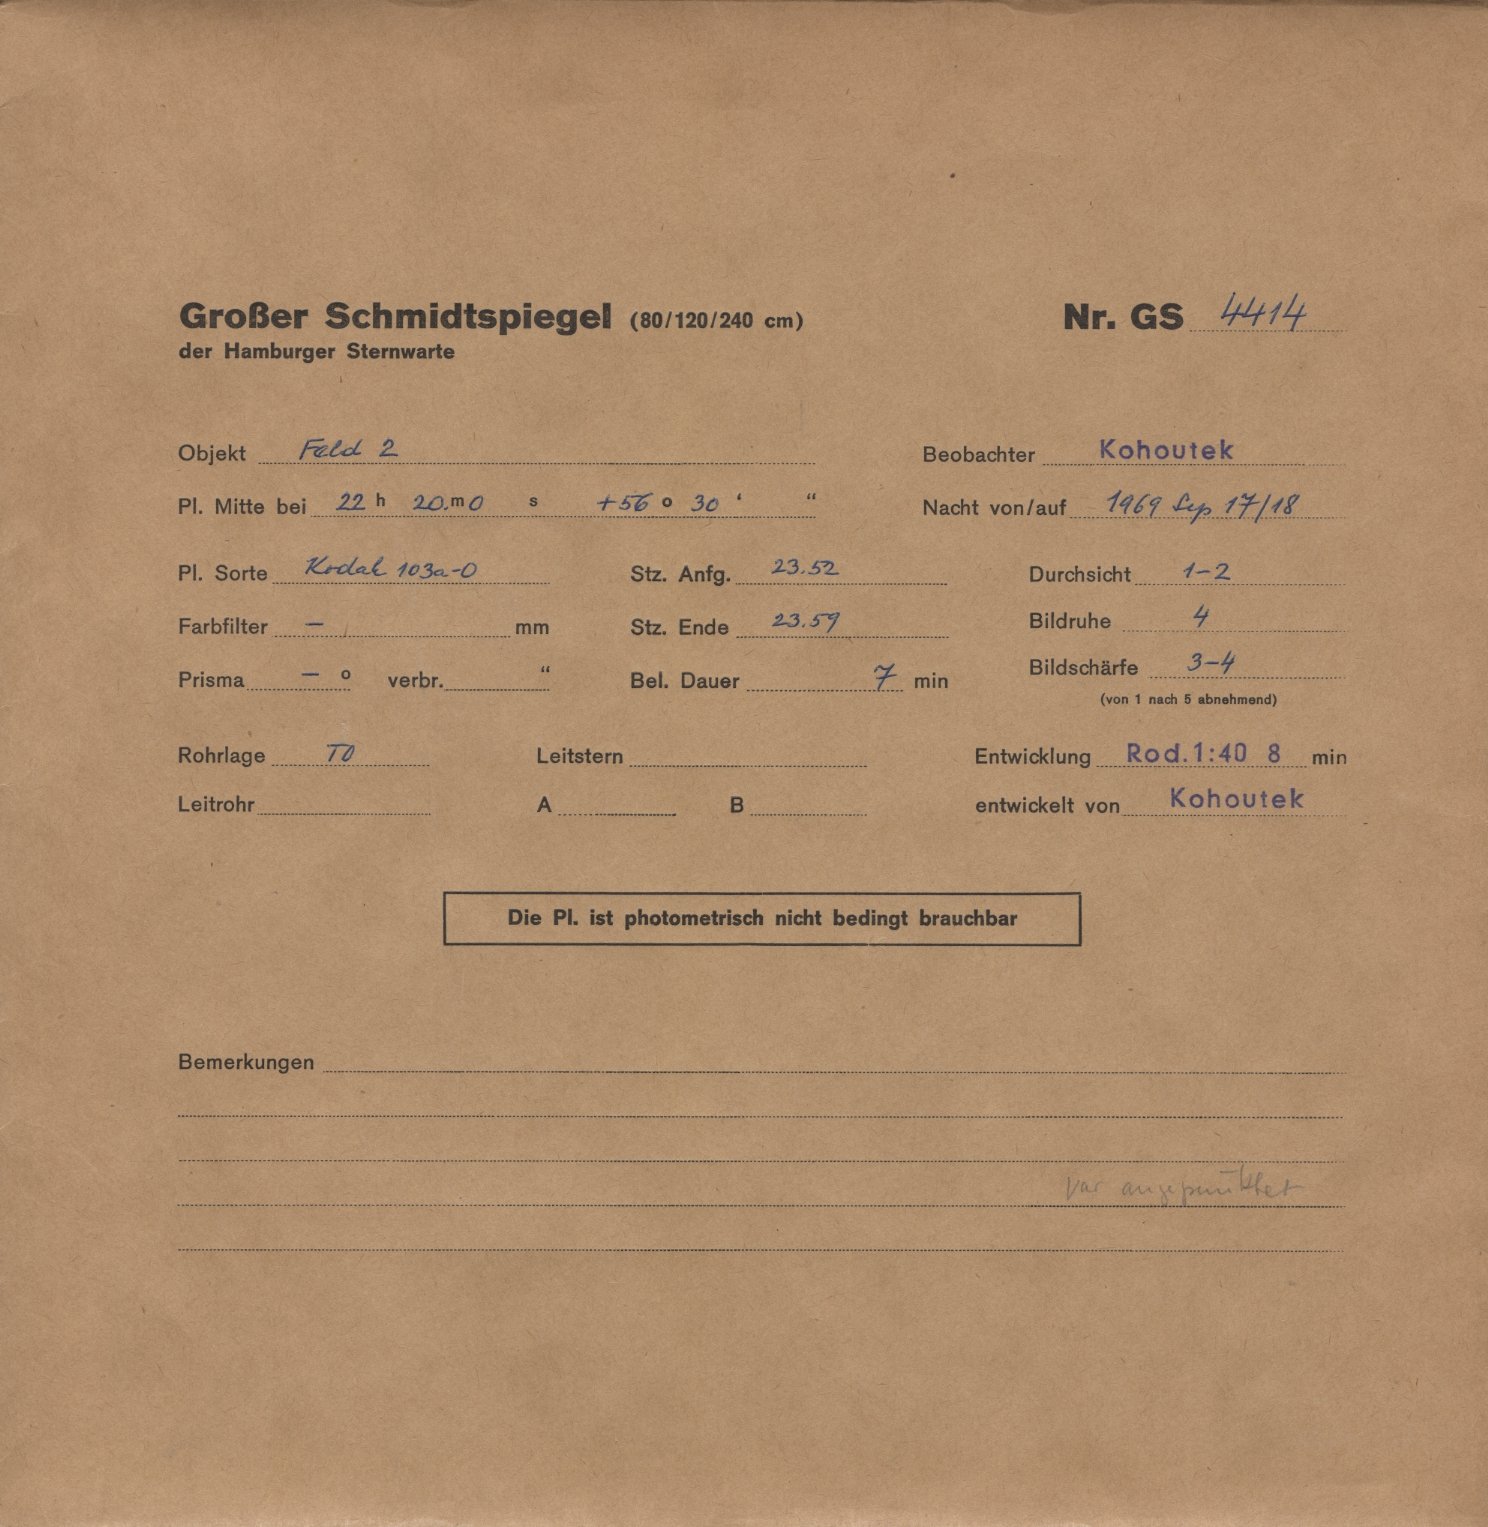 Großer Schmidtspiegel (80/120/240 cm) Nr. GS 4414
der Hamburger Sternwarte
Objekt Feld 2 Beobachter Kohoutek
Pl. Mitte bei 22 h 20. m 0 s +56 o 30 ‘ “ Nacht von/auf 1969 Sep 17/18
Pl. Sorte Kodak 103a-O Stz. Anfg. 23.52 Durchsicht 1-2
Farbfilter — mm Stz. Ende 23.59 Bildruhe 4
Prisma — o verbr. “ Bel. Dauer 7 min Bildschärfe 3-4
(von 1 nach 5 abnehmend)
Rohrlage TO Leitstern Entwicklung Rod. 1:40 8 min
Leitrohr A B entwickelt von Kohoutek
Die Pl. ist photometrisch nicht bedingt brauchbar
Bemerkungen
var angepunktet